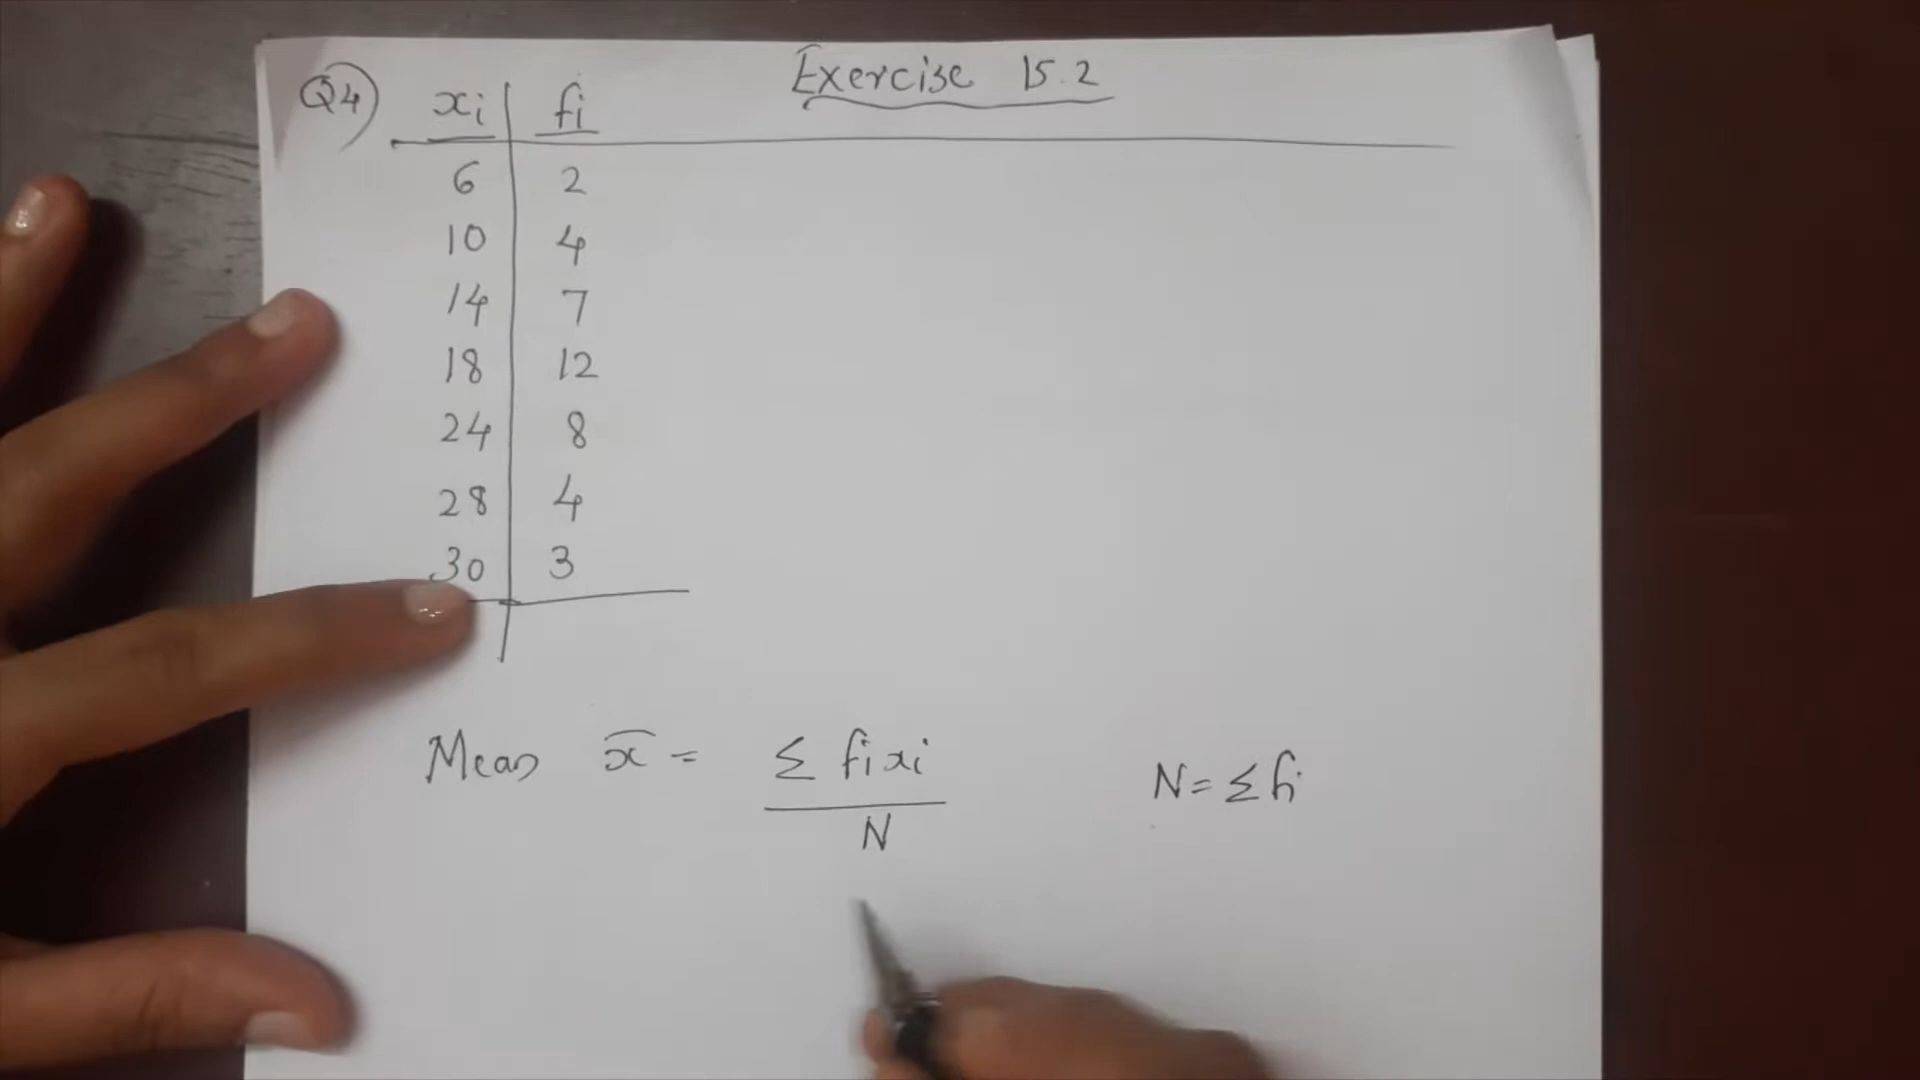 Exercise 15.2
Q4 xi fi
6 2
10 4
14 7
18 12
24 8
28 4
30 3
Mean x̄ = Σ fixi / N N = Σ fi